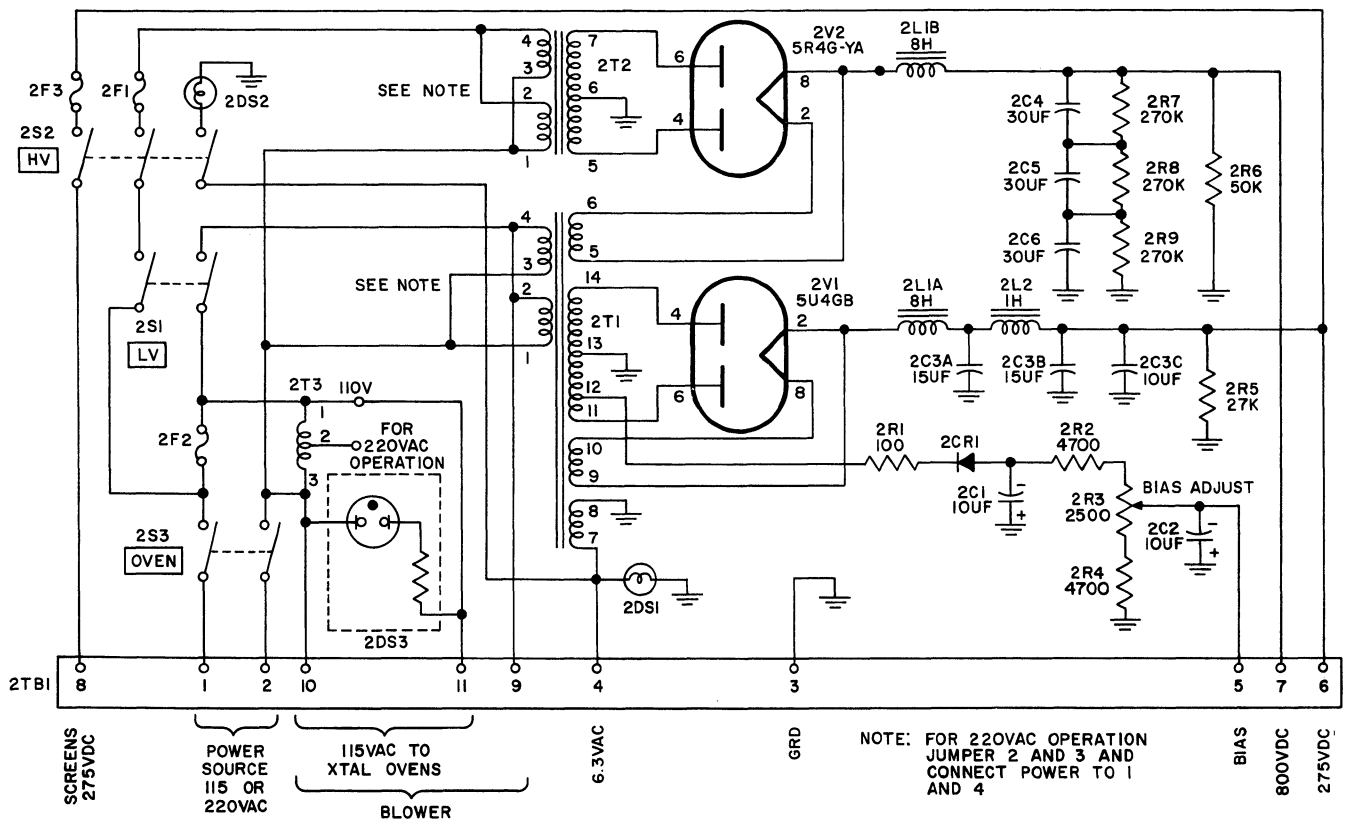 2F3
2F1
2DS2
2S2
HV
SEE NOTE
4
3
2
1
7
2T2
6
5
6
4
2V2
5R4G-YA
8
2
2L1B
8H
2C4
30UF
2C5
30UF
2C6
30UF
2R7
270K
2R8
270K
2R9
270K
2R6
50K
2S1
LV
SEE NOTE
4
3
2
1
6
5
14
2T1
13
12
11
10
9
8
7
4
6
2V1
5U4GB
2
8
2L1A
8H
2L2
1H
2C3A
15UF
2C3B
15UF
2C3C
10UF
2R5
27K
2T3
110V
1
2
3
FOR
220VAC
OPERATION
2F2
2S3
OVEN
2DS3
2DS1
2R1
100
2CR1
2C1
10UF
-
+
2R2
4700
2R3
2500
BIAS ADJUST
2C2
10UF
-
+
2R4
4700
2TB1
8
1
2
10
11
9
4
3
5
7
6
SCREENS
275VDC
POWER
SOURCE
115 OR
220VAC
115VAC TO
XTAL OVENS
BLOWER
6.3VAC
GRD
NOTE: FOR 220VAC OPERATION
JUMPER 2 AND 3 AND
CONNECT POWER TO 1
AND 4
BIAS
800VDC
275VDC